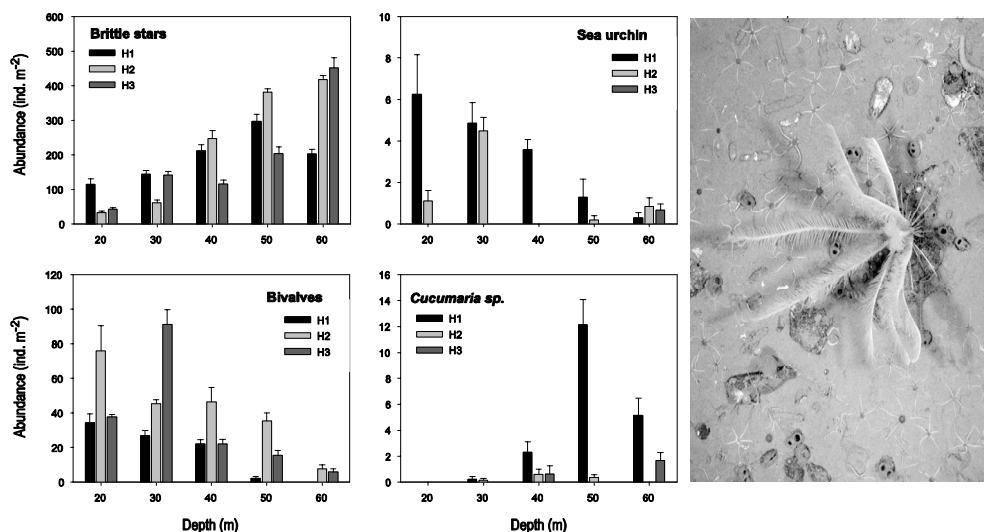 Brittle stars
H1
H2
H3
Abundance (ind. m⁻²)
600
500
400
300
200
100
0
20 30 40 50 60
Sea urchin
H1
H2
H3
8
6
4
2
0
20 30 40 50 60
Bivalves
H1
H2
H3
Abundance (ind. m⁻²)
120
100
80
60
40
20
0
20 30 40 50 60
Depth (m)
Cucumaria sp.
H1
H2
H3
16
14
12
10
8
6
4
2
0
20 30 40 50 60
Depth (m)